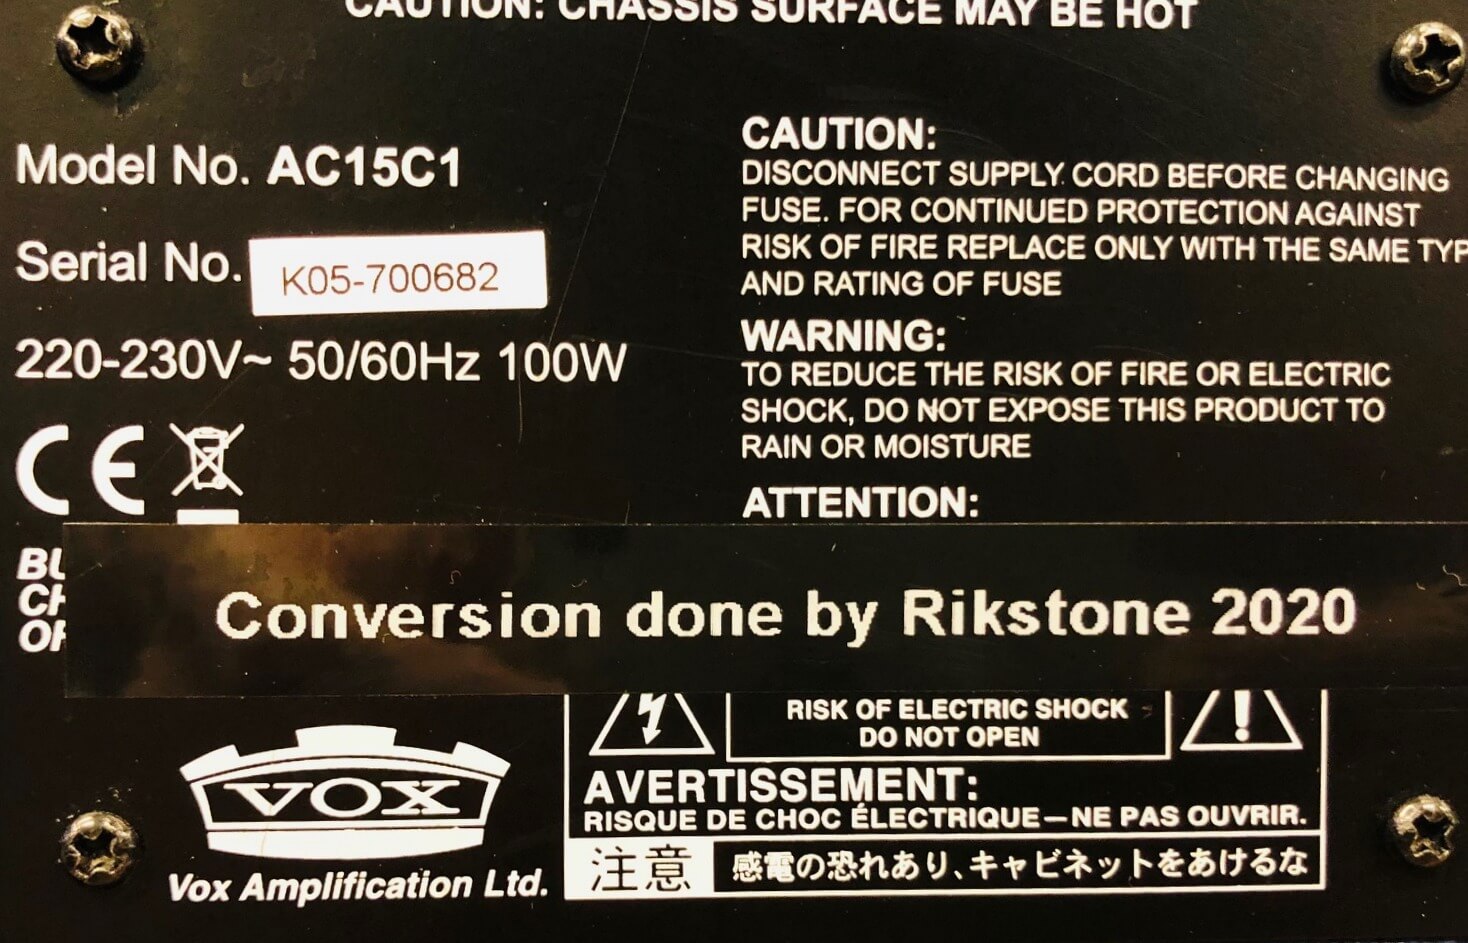 CAUTION: CHASSIS SURFACE MAY BE HOT
Model No. AC15C1
Serial No. K05-700682
220-230V~ 50/60Hz 100W
CE
CAUTION:
DISCONNECT SUPPLY CORD BEFORE CHANGING
FUSE. FOR CONTINUED PROTECTION AGAINST
RISK OF FIRE REPLACE ONLY WITH THE SAME TYP
AND RATING OF FUSE
WARNING:
TO REDUCE THE RISK OF FIRE OR ELECTRIC
SHOCK, DO NOT EXPOSE THIS PRODUCT TO
RAIN OR MOISTURE
ATTENTION:
Conversion done by Rikstone 2020
VOX
Vox Amplification Ltd.
RISK OF ELECTRIC SHOCK
DO NOT OPEN
AVERTISSEMENT:
RISQUE DE CHOC ÉLECTRIQUE—NE PAS OUVRIR.
注意 感電の恐れあり、キャビネットをあけるな